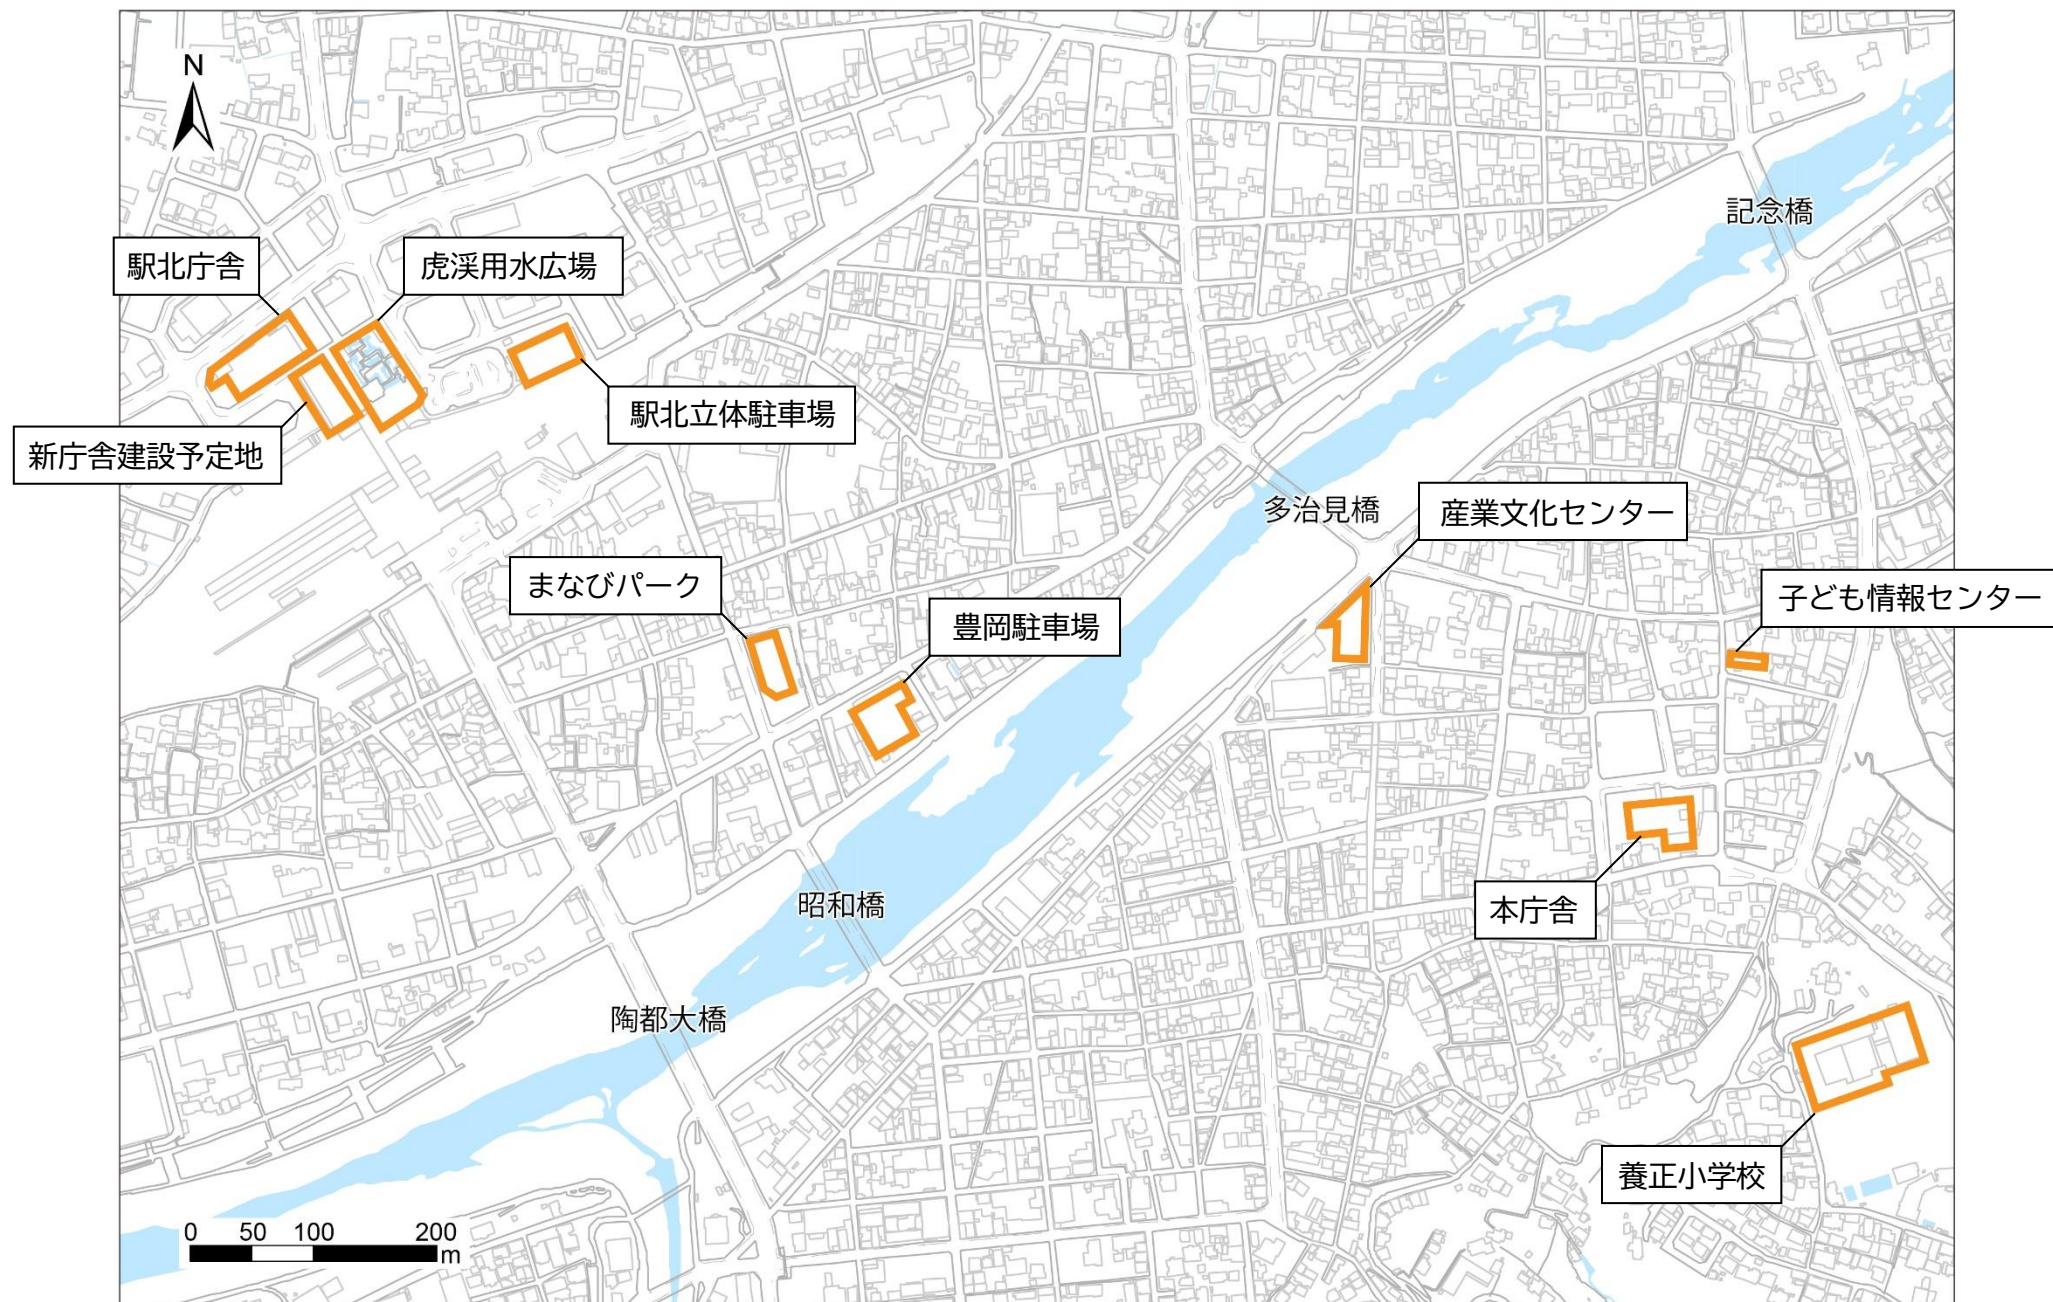 N
記念橋
駅北庁舎
虎渓用水広場
駅北立体駐車場
新庁舎建設予定地
多治見橋
産業文化センター
まなびパーク
豊岡駐車場
子ども情報センター
昭和橋
本庁舎
陶都大橋
養正小学校
0 50 100 200
m